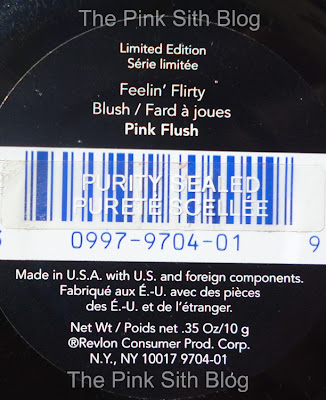 The Pink Sith Blog
Limited Edition
Série limitée
Feelin' Flirty
Blush / Fard à joues
Pink Flush
PURITY SEALED
PURETÉ SCELLÉE
0997-9704-01 9
Made in U.S.A. with U.S. and foreign components.
Fabriqué aux É.-U. avec des pièces
des É.-U. et de l'étranger.
Net Wt / Poids net .35 Oz/10 g
®Revlon Consumer Prod. Corp.
N.Y., NY 10017 9704-01
The Pink Sith Blog